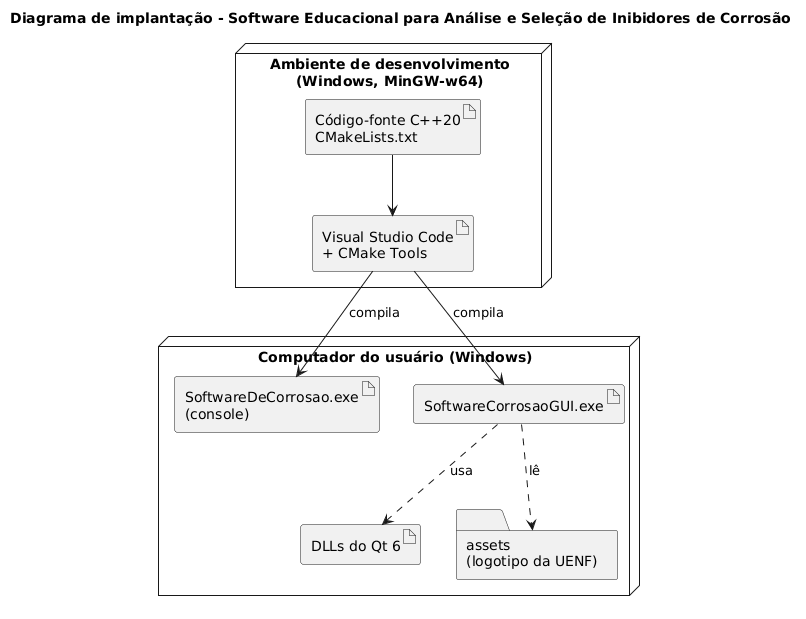 Diagrama de implantação - Software Educacional para Análise e Seleção de Inibidores de Corrosão
Ambiente de desenvolvimento
(Windows, MinGW-w64)
Código-fonte C++20
CMakeLists.txt
Visual Studio Code
+ CMake Tools
compila
compila
Computador do usuário (Windows)
SoftwareDeCorrosao.exe
(console)
SoftwareCorrosaoGUI.exe
usa
lê
DLLs do Qt 6
assets
(logotipo da UENF)